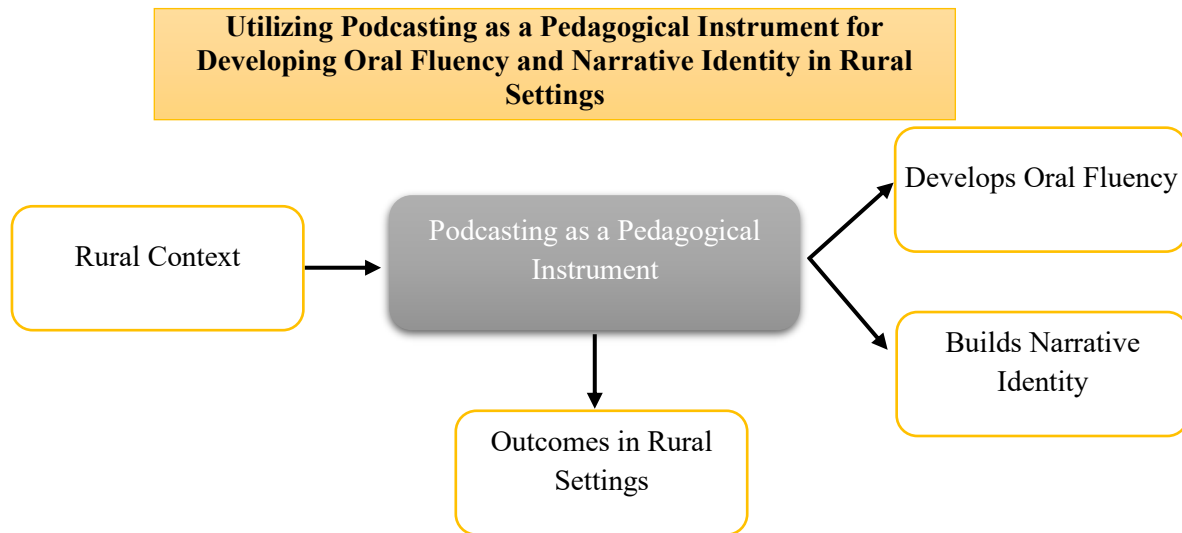 Utilizing Podcasting as a Pedagogical Instrument for
Developing Oral Fluency and Narrative Identity in Rural
Settings
Rural Context
Podcasting as a Pedagogical
Instrument
Develops Oral Fluency
Builds Narrative
Identity
Outcomes in Rural
Settings